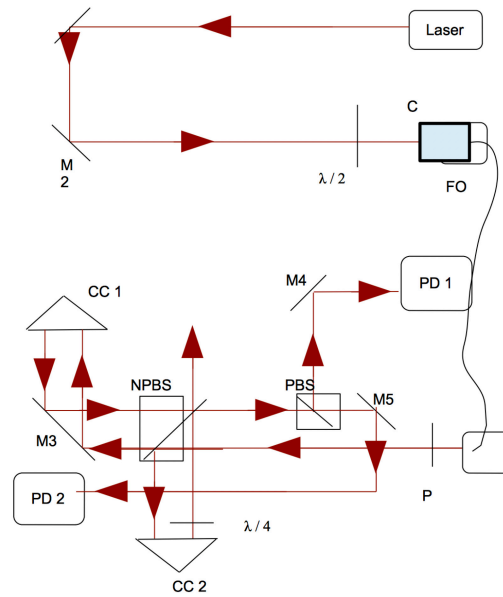 Laser
C
M
2
λ/2
FO
M4
PD 1
CC 1
NPBS
PBS
M5
M3
P
PD 2
λ/4
CC 2